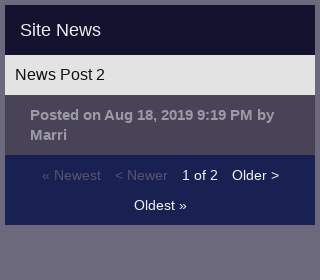 Site News
News Post 2
Posted on Aug 18, 2019 9:19 PM by
Marri
« Newest < Newer 1 of 2 Older >
Oldest »